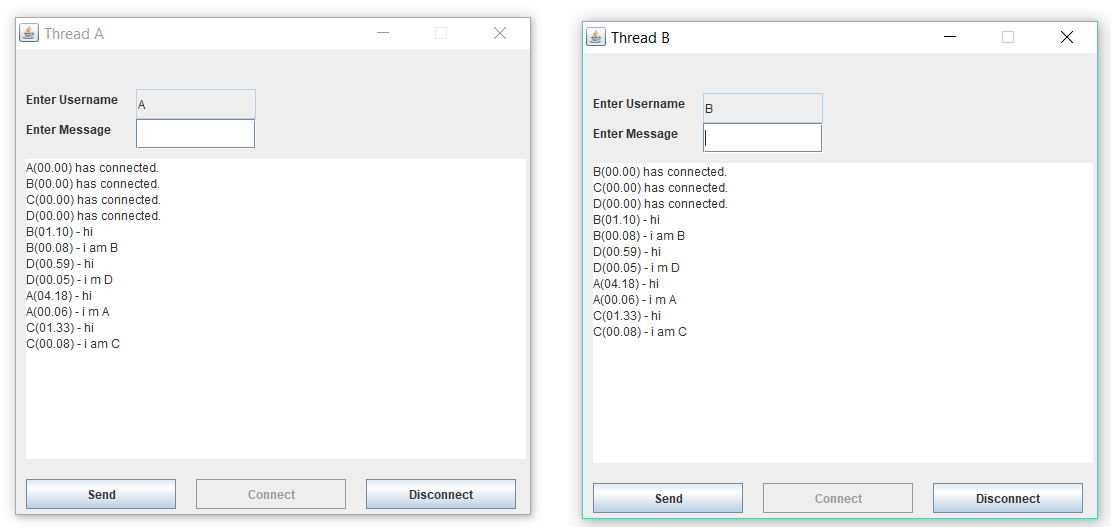 Thread A
Enter Username A
Enter Message
A(00.00) has connected.
B(00.00) has connected.
C(00.00) has connected.
D(00.00) has connected.
B(01.10) - hi
B(00.08) - i am B
D(00.59) - hi
D(00.05) - i m D
A(04.18) - hi
A(00.06) - i m A
C(01.33) - hi
C(00.08) - i am C
Send Connect Disconnect
Thread B
Enter Username B
Enter Message
B(00.00) has connected.
C(00.00) has connected.
D(00.00) has connected.
B(01.10) - hi
B(00.08) - i am B
D(00.59) - hi
D(00.05) - i m D
A(04.18) - hi
A(00.06) - i m A
C(01.33) - hi
C(00.08) - i am C
Send Connect Disconnect